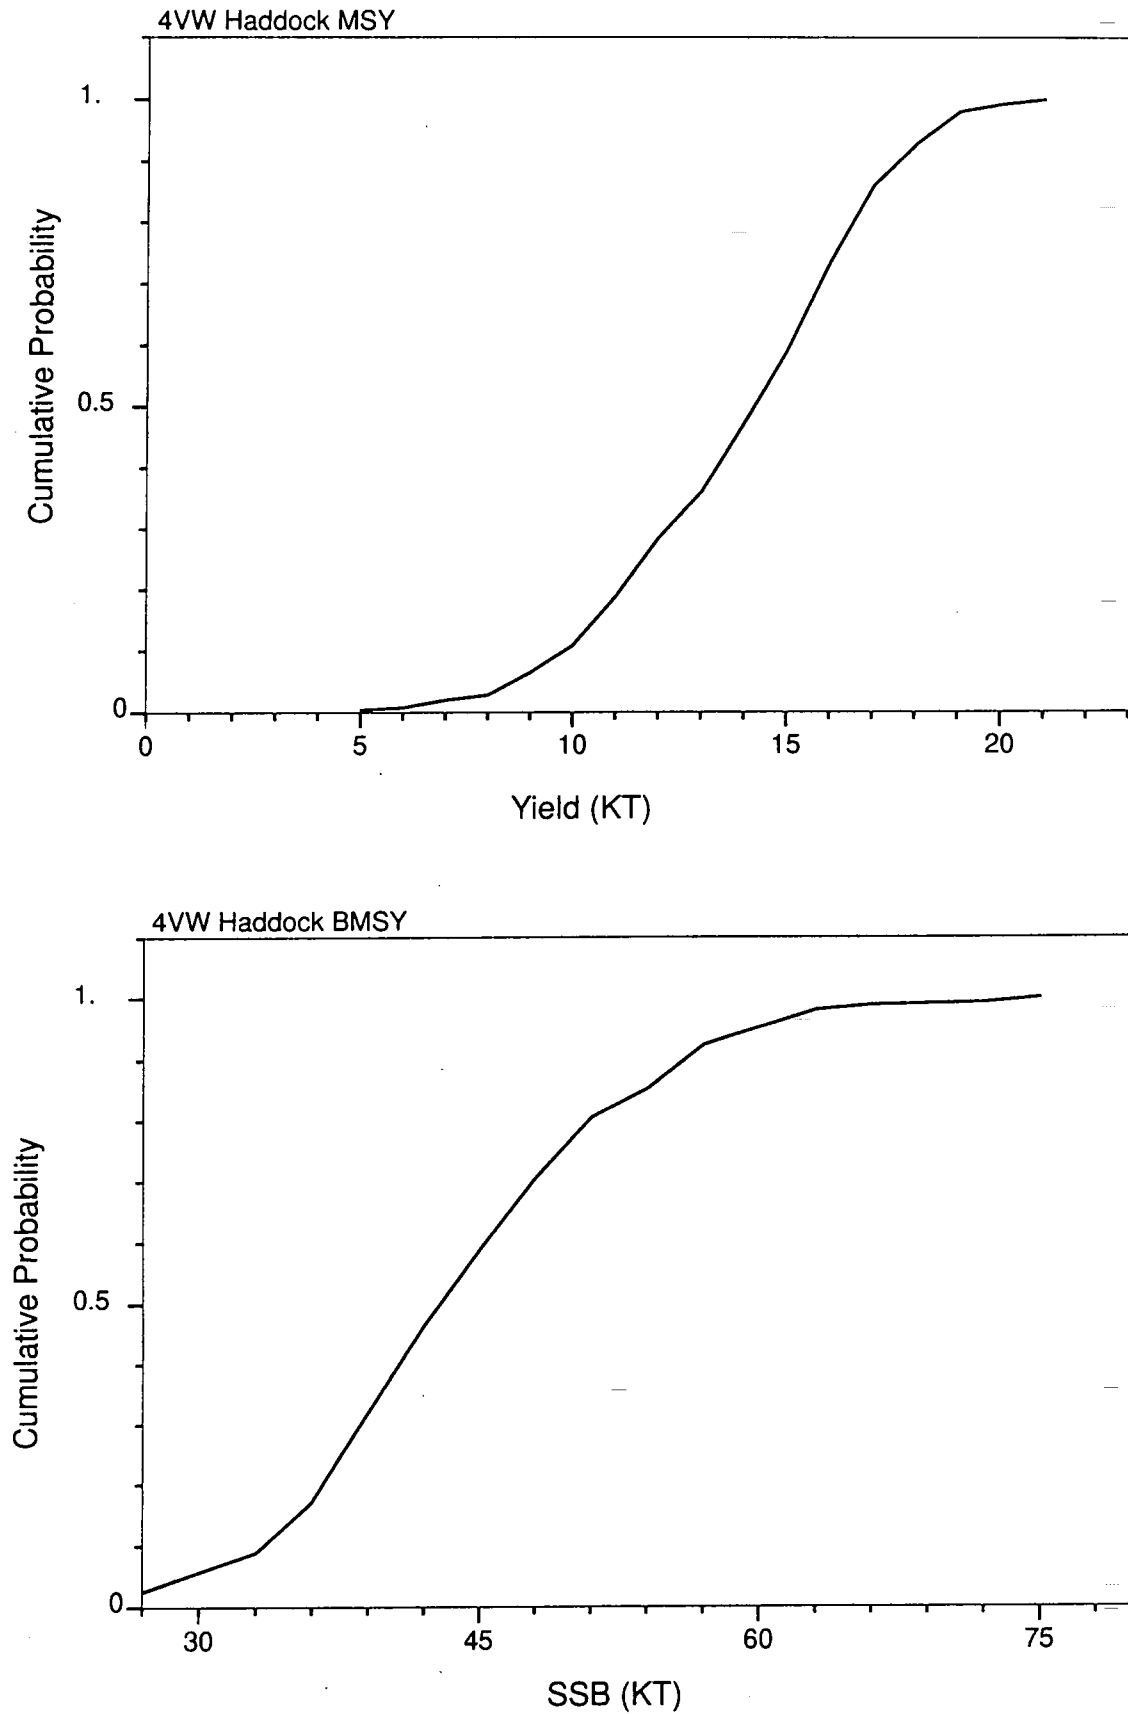 4VW Haddock MSY
1.
0.5
0
Cumulative Probability
0 5 10 15 20
Yield (KT)
4VW Haddock BMSY
1.
0.5
0
Cumulative Probability
30 45 60 75
SSB (KT)